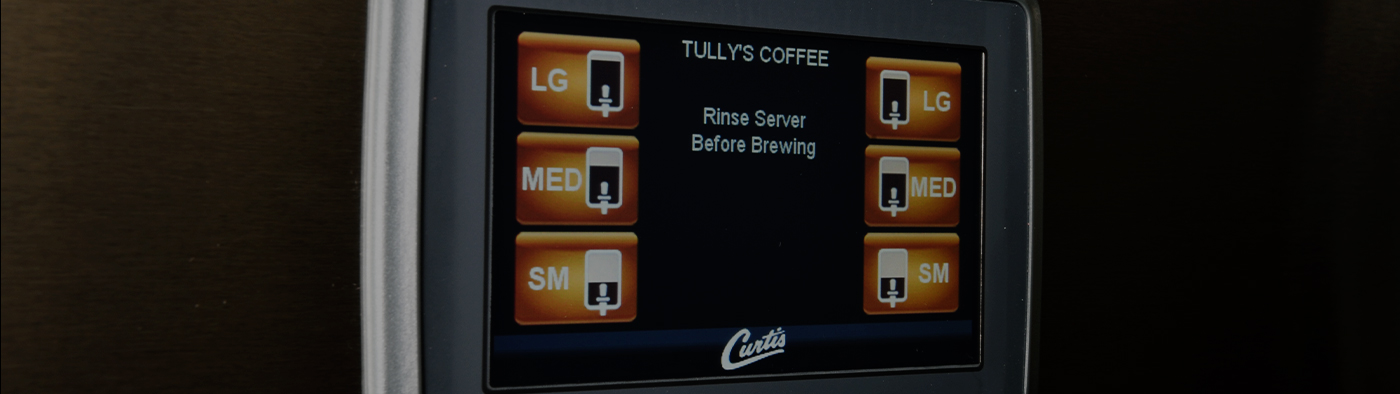 TULLY'S COFFEE
Rinse Server
Before Brewing
LG
MED
SM
LG
MED
SM
Curtis